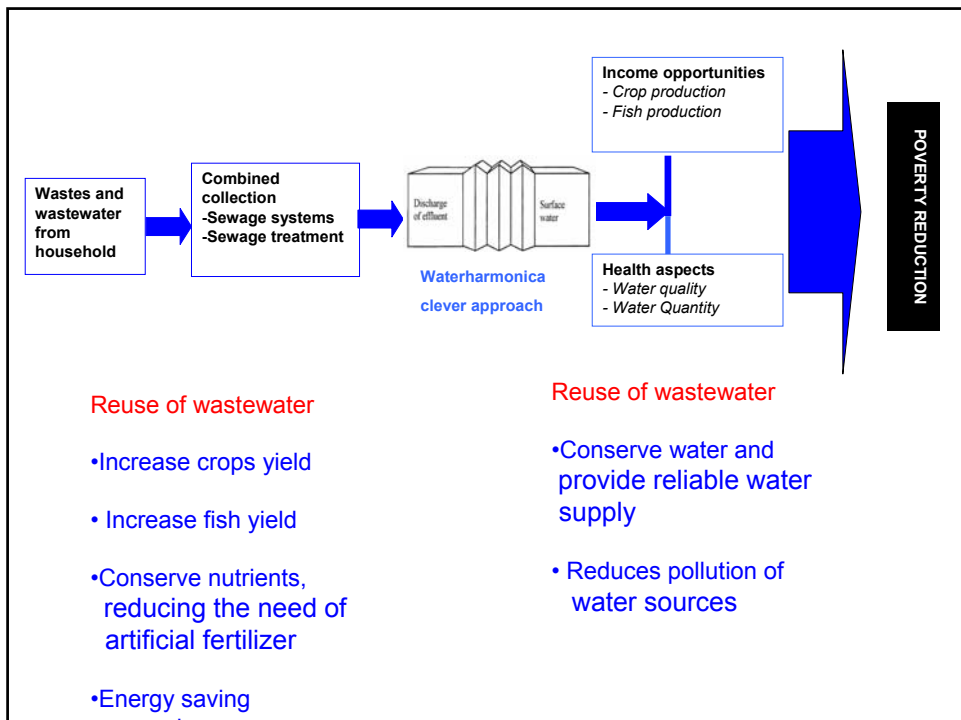 Wastes and
wastewater
from
household
Combined
collection
-Sewage systems
-Sewage treatment
Discharge
of effluent
Surface
water
Waterharmonica
clever approach
Income opportunities
- Crop production
- Fish production
Health aspects
- Water quality
- Water Quantity
POVERTY REDUCTION
Reuse of wastewater
•Increase crops yield
• Increase fish yield
•Conserve nutrients,
reducing the need of
artificial fertilizer
•Energy saving
Reuse of wastewater
•Conserve water and
provide reliable water
supply
• Reduces pollution of
water sources